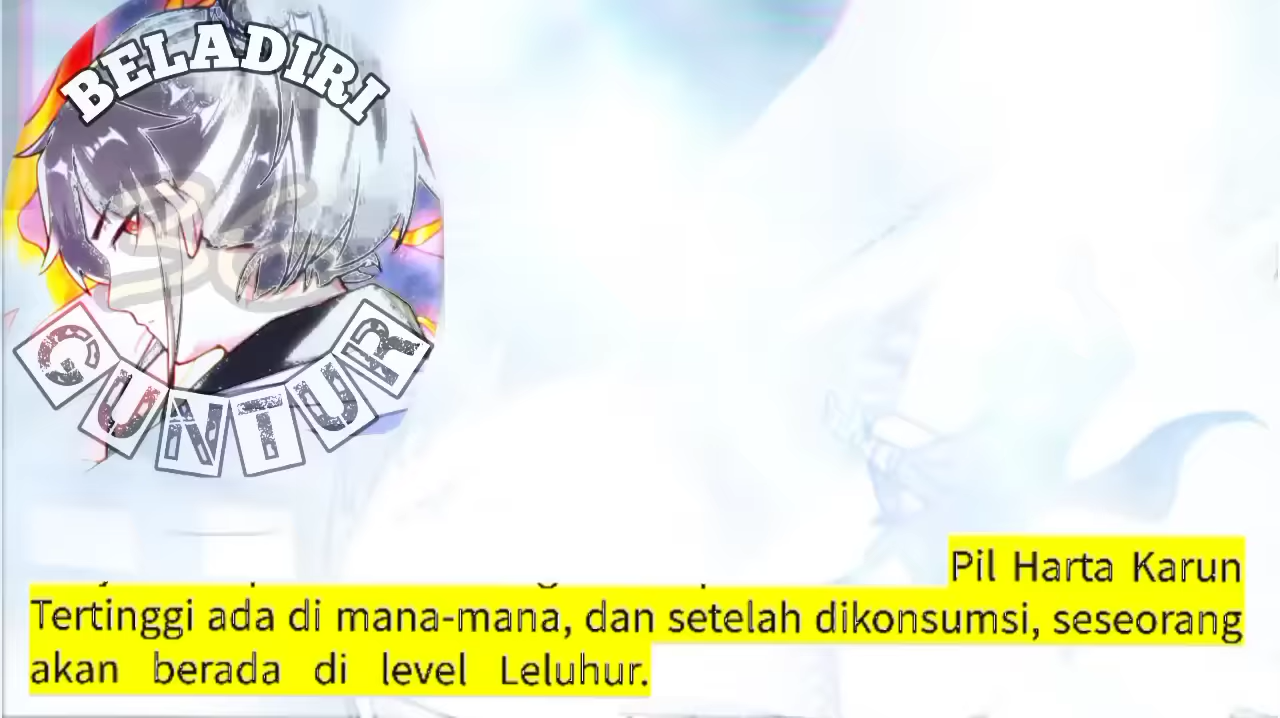 BELADIRI
GUNTUR
Pil Harta Karun
Tertinggi ada di mana-mana, dan setelah dikonsumsi, seseorang
akan berada di level Leluhur.